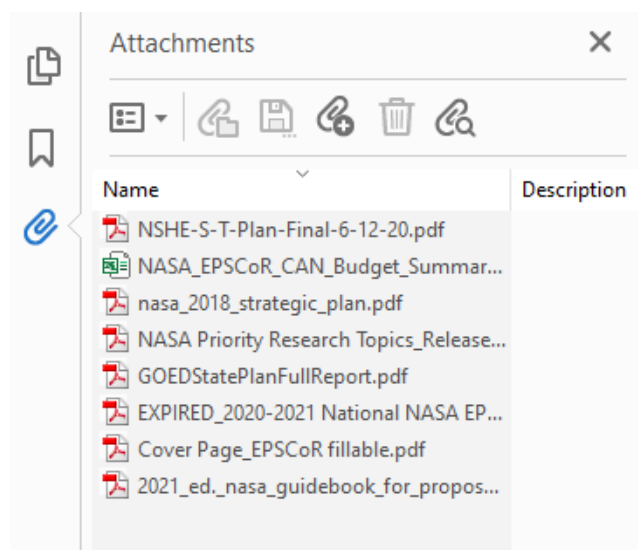 Attachments
Name Description
NSHE-S-T-Plan-Final-6-12-20.pdf
NASA_EPSCoR_CAN_Budget_Summar...
nasa_2018_strategic_plan.pdf
NASA Priority Research Topics_Release...
GOEDStatePlanFullReport.pdf
EXPIRED_2020-2021 National NASA EP...
Cover Page_EPSCoR fillable.pdf
2021_ed._nasa_guidebook_for_propos...